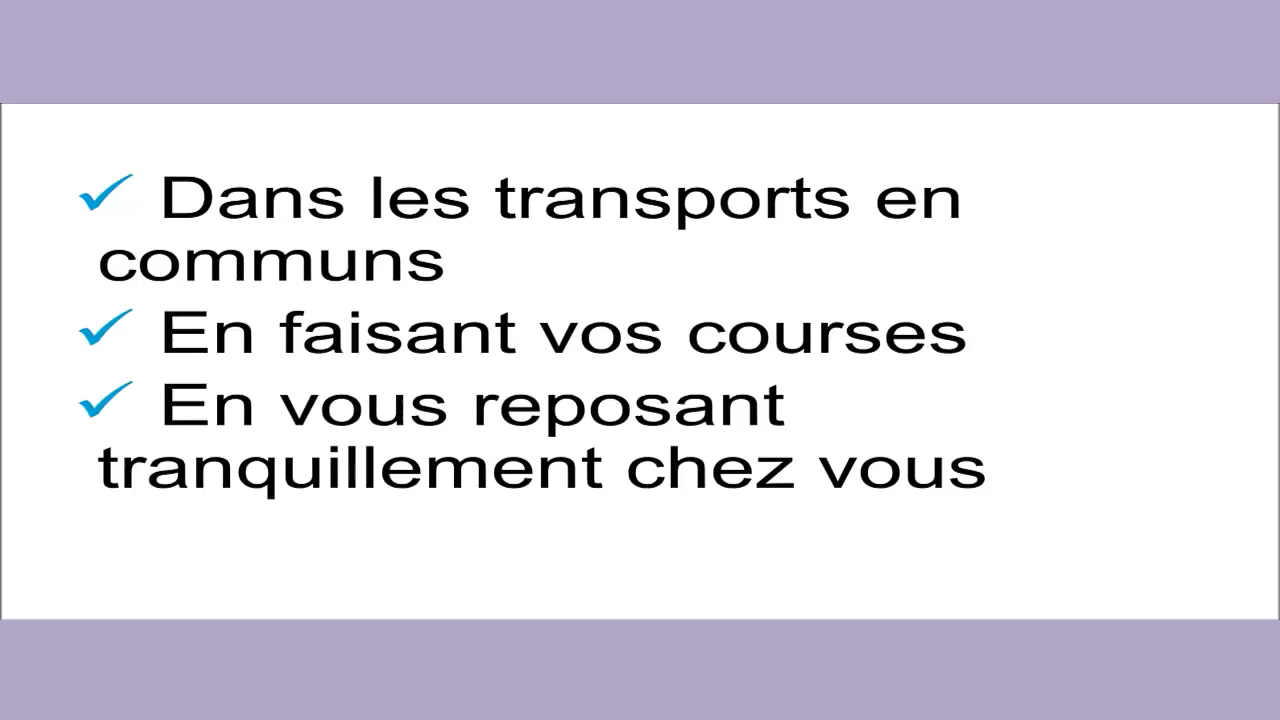 ✓ Dans les transports en
communs
✓ En faisant vos courses
✓ En vous reposant
tranquillement chez vous